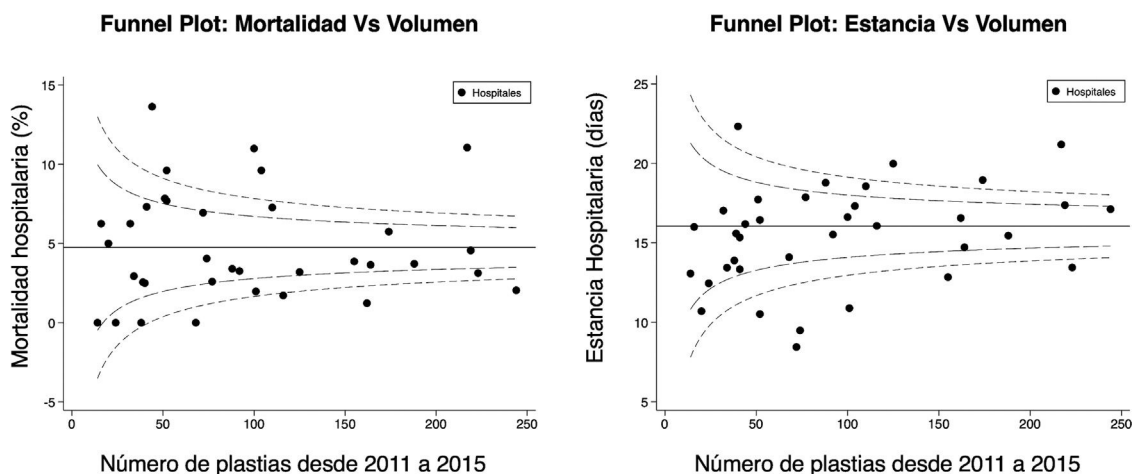 Funnel Plot: Mortalidad Vs Volumen
Mortalidad hospitalaria (%)
15
10
5
0
-5
Hospitales
0 50 100 150 200 250
Número de plastias desde 2011 a 2015
Funnel Plot: Estancia Vs Volumen
Estancia Hospitalaria (días)
25
20
15
10
5
Hospitales
0 50 100 150 200 250
Número de plastias desde 2011 a 2015